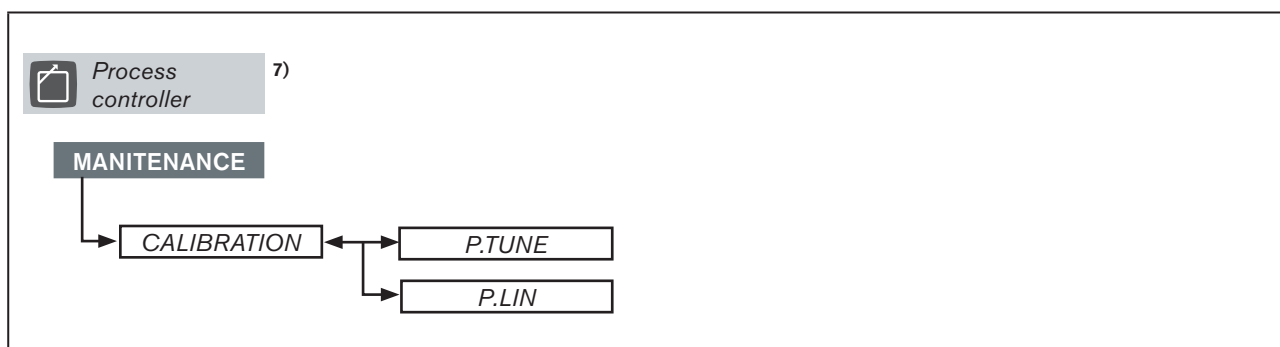 Process 7)
controller
MANITENANCE
CALIBRATION
P.TUNE
P.LIN